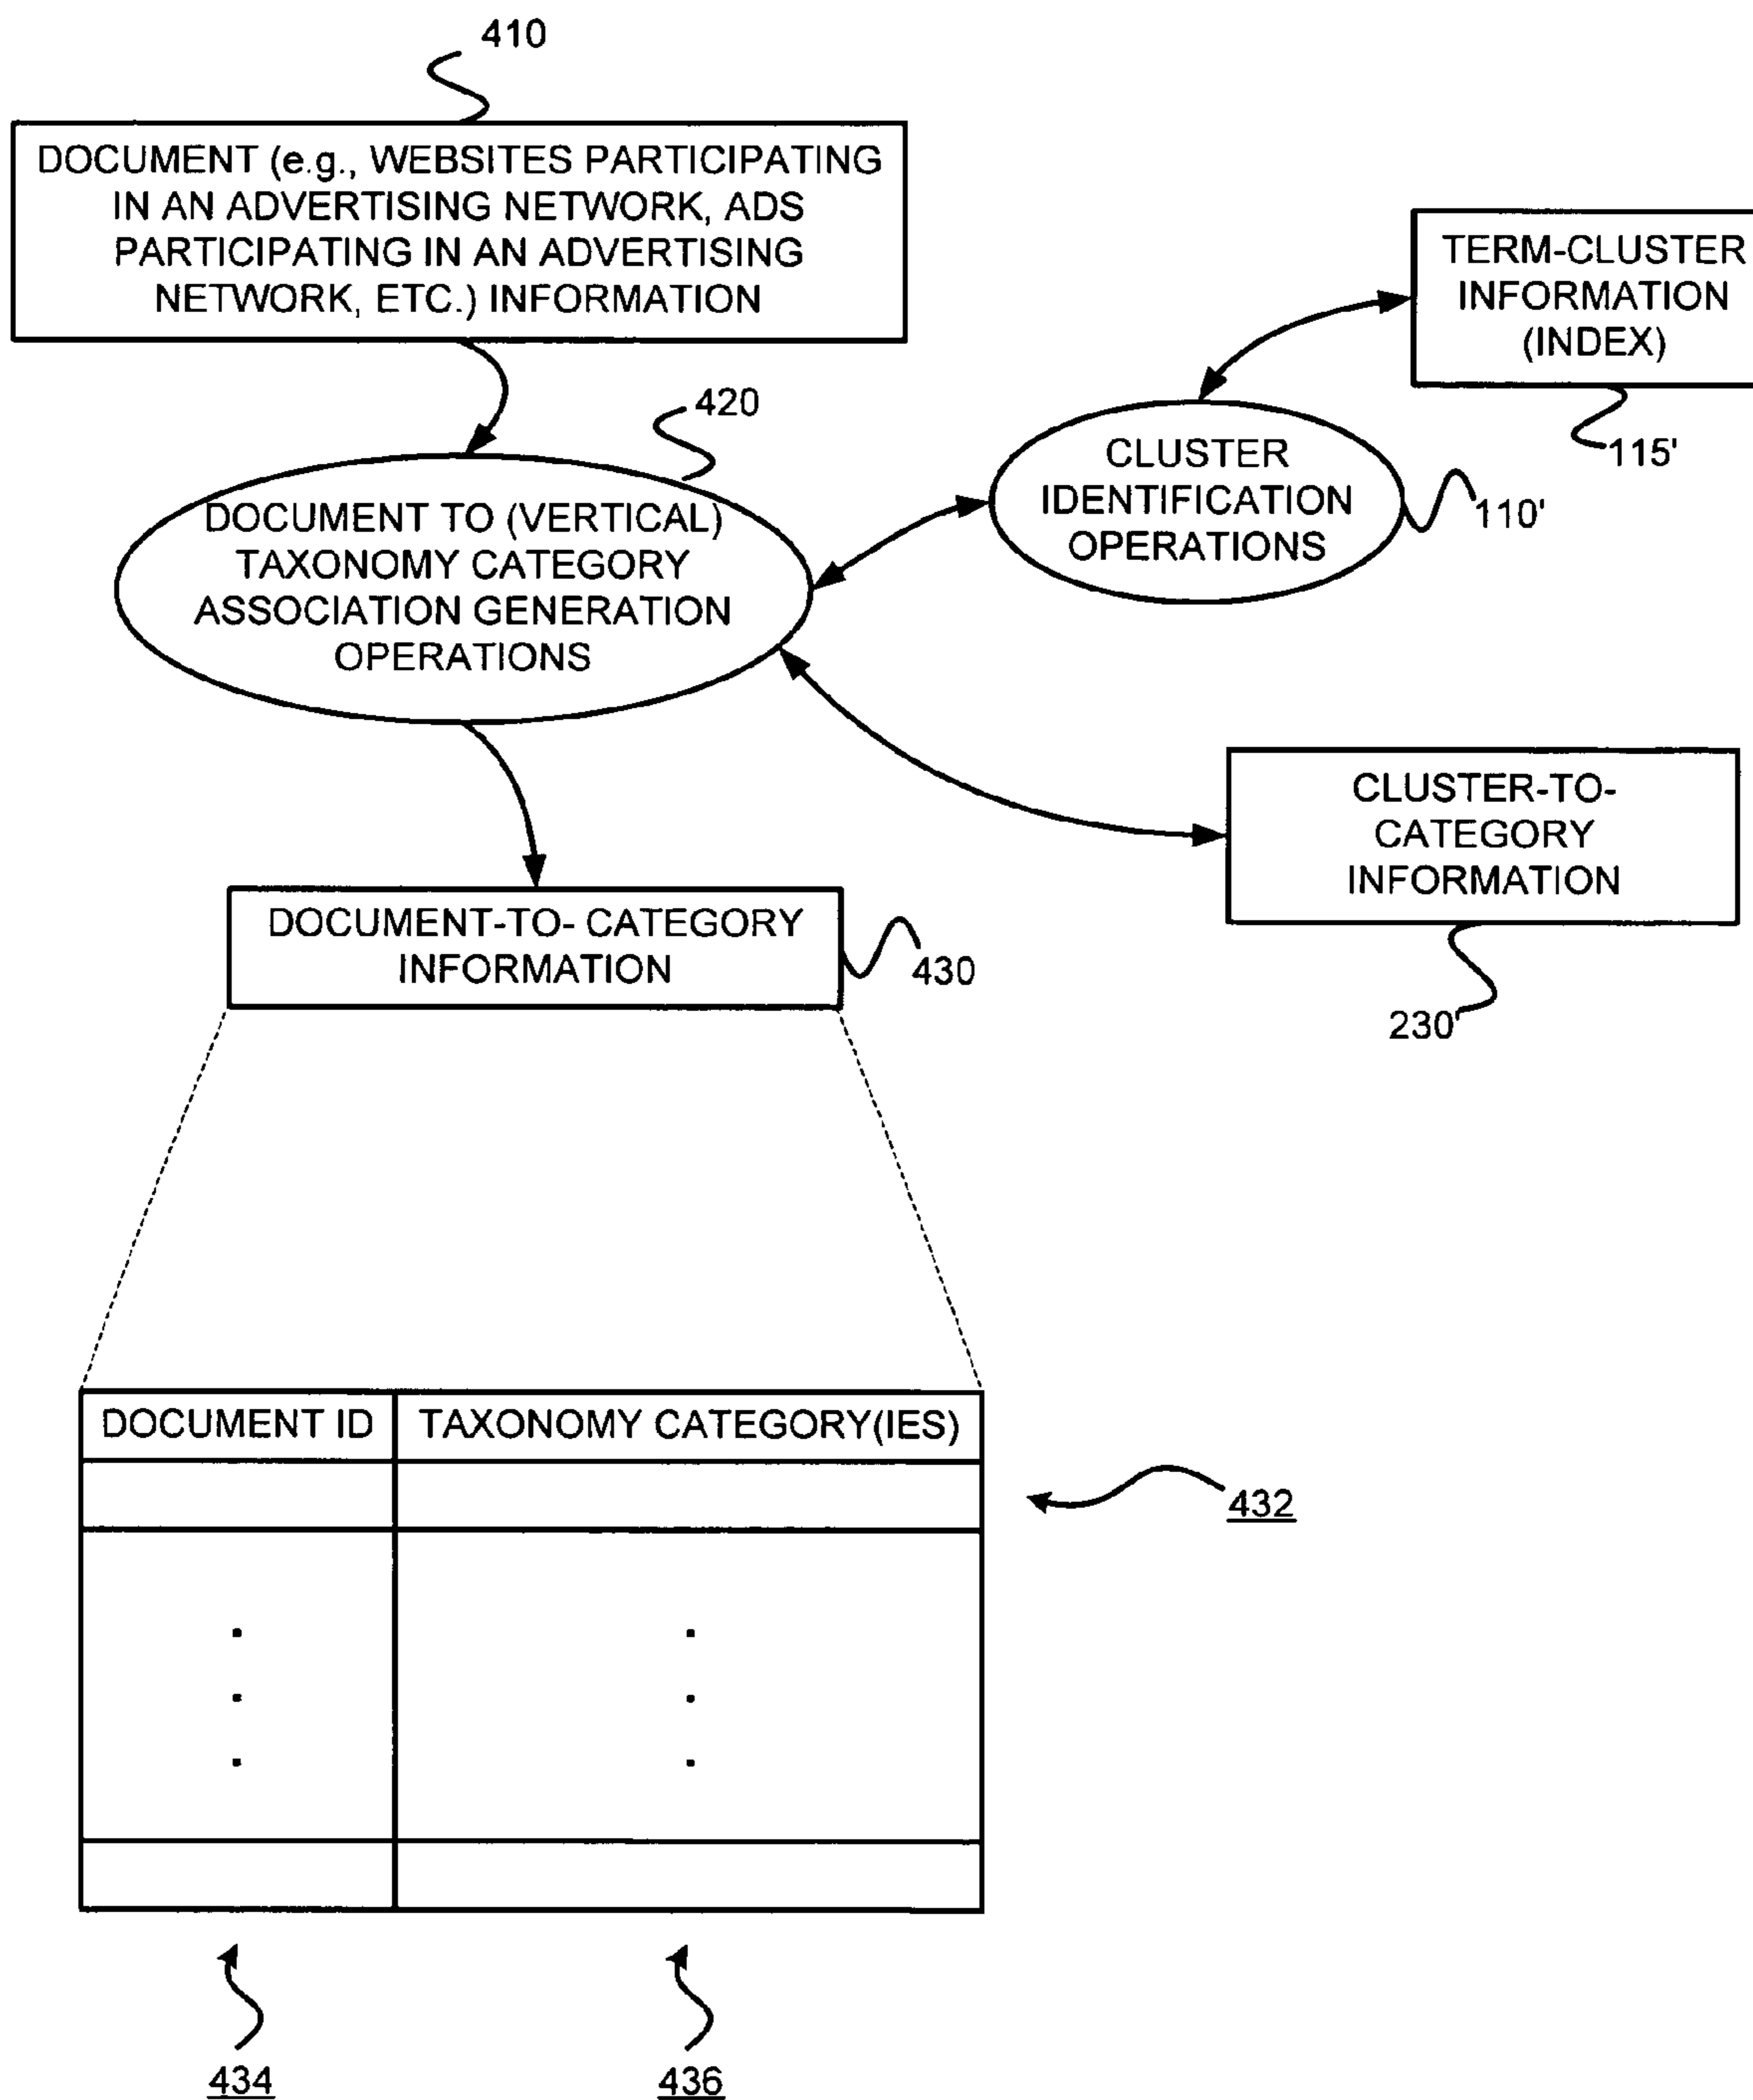 410
DOCUMENT (e.g., WEBSITES PARTICIPATING
IN AN ADVERTISING NETWORK, ADS
PARTICIPATING IN AN ADVERTISING
NETWORK, ETC.) INFORMATION
TERM-CLUSTER
INFORMATION
(INDEX)
115'
420
CLUSTER
IDENTIFICATION
OPERATIONS
110'
DOCUMENT TO (VERTICAL)
TAXONOMY CATEGORY
ASSOCIATION GENERATION
OPERATIONS
CLUSTER-TO-
CATEGORY
INFORMATION
230'
DOCUMENT-TO- CATEGORY
INFORMATION
430
DOCUMENT ID
TAXONOMY CATEGORY(IES)
432
434
436